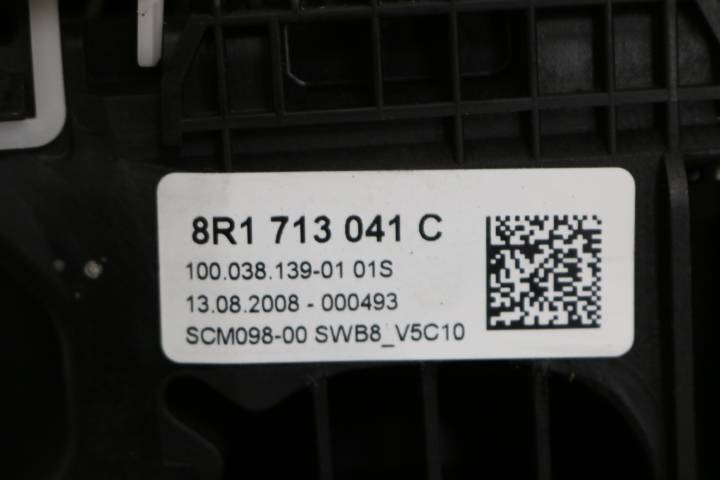 8R1 713 041 C
100.038.139-01 01S
13.08.2008 - 000493
SCM098-00 SWB8_V5C10